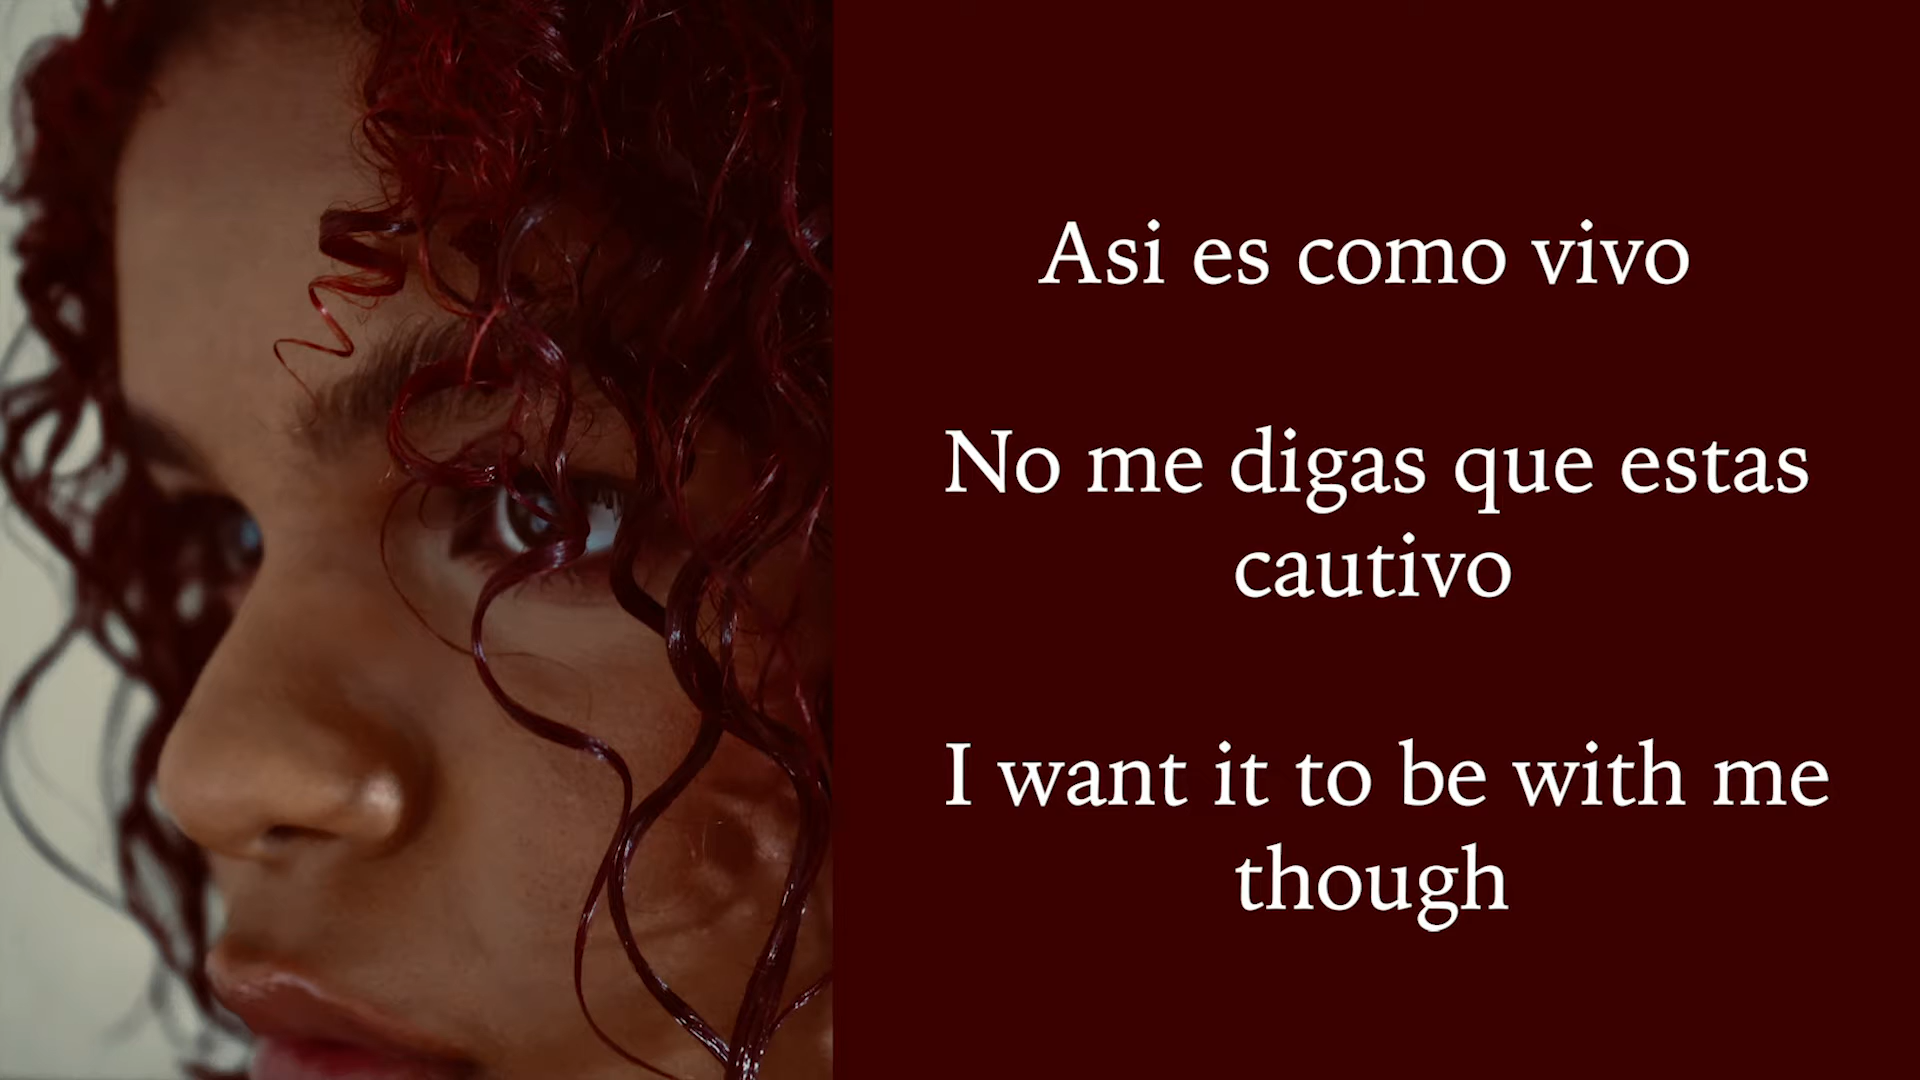 Asi es como vivo
No me digas que estas
cautivo
I want it to be with me
though